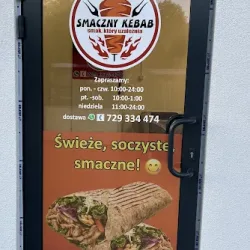 SMACZNY KEBAB
smak, który uzależnia
Zapraszamy:
pon. - czw. 10:00-24:00
pt. -sob. 10:00-1:00
niedziela 11:00-24:00
dostawa 729 334 474
Świeże, soczyste,
smaczne!